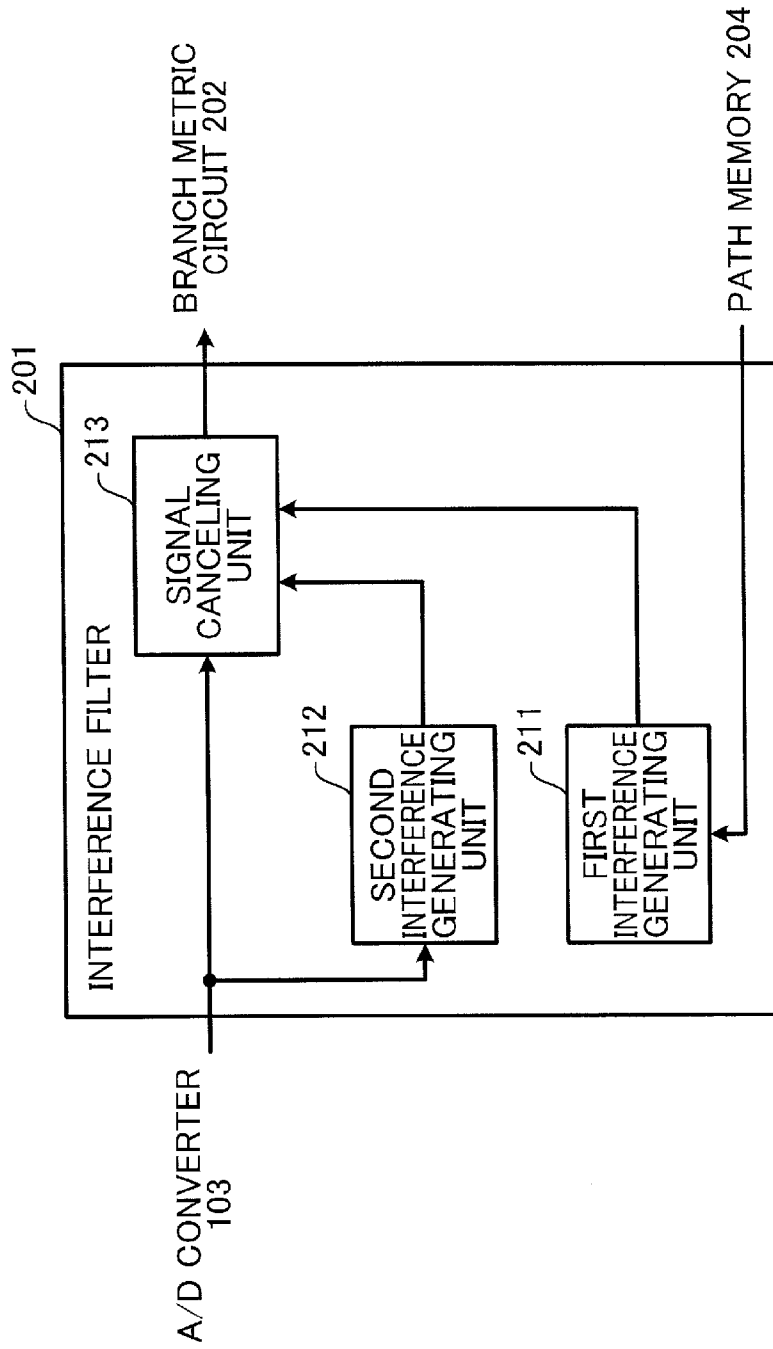 201
INTERFERENCE FILTER
213
SIGNAL
CANCELING
UNIT
BRANCH METRIC
CIRCUIT 202
A/D CONVERTER
103
212
SECOND
INTERFERENCE
GENERATING
UNIT
211
FIRST
INTERFERENCE
GENERATING
UNIT
PATH MEMORY 204